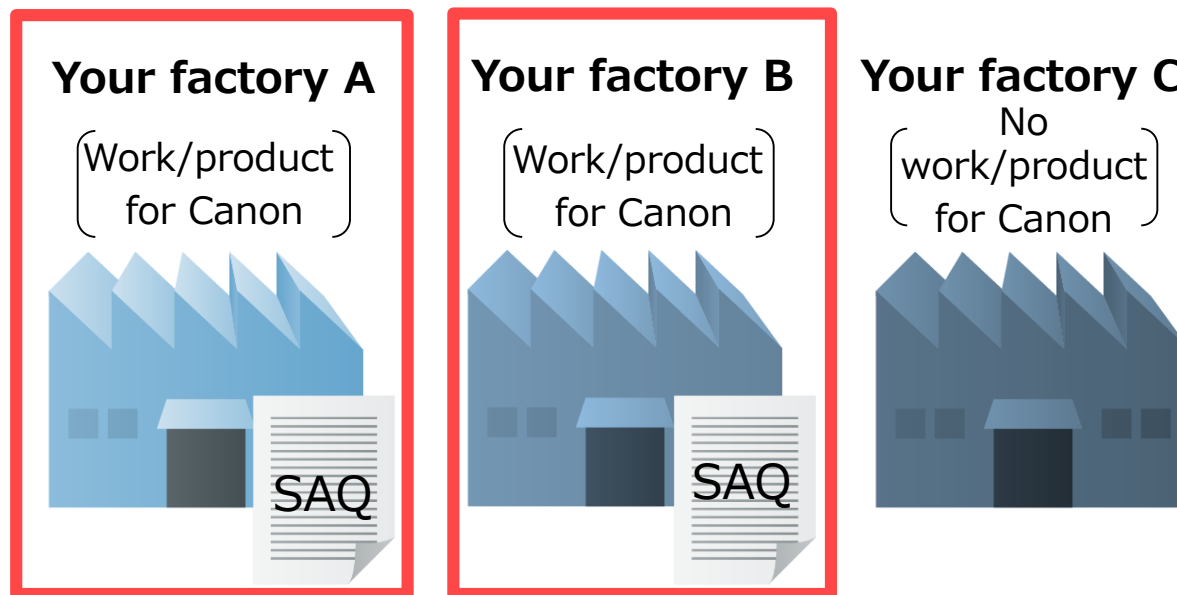 Your factory A
Work/product
for Canon
SAQ
Your factory B
Work/product
for Canon
SAQ
Your factory C
No
work/product
for Canon